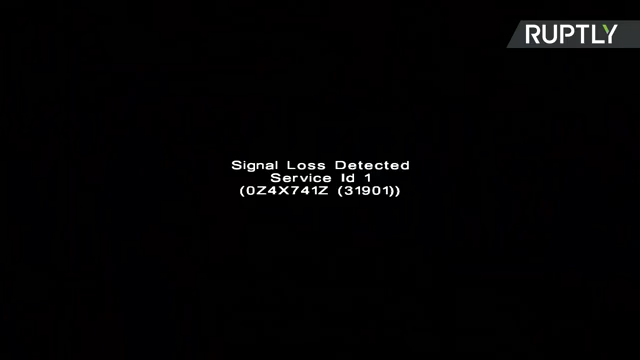 RUPTLY
Signal Loss Detected
Service Id 1
(0Z4X741Z (31901))